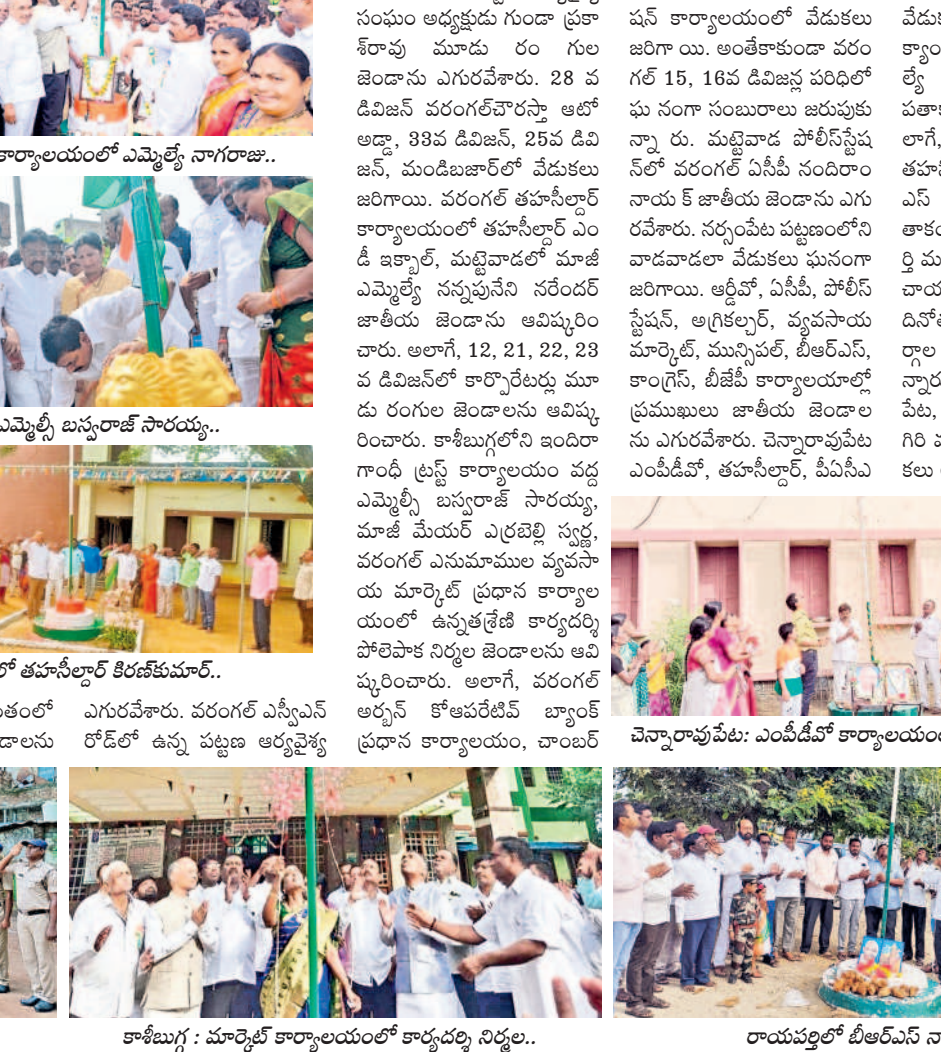 కార్యాలయంలో ఎమ్మెల్యే నాగరాజు..
ఎమ్మెల్సీ బస్వరాజ్ సారయ్య..
లో తహసీల్దార్ కిరణ్‌కుమార్..
డాలను
ఎగురవేశారు. వరంగల్ ఎస్వీఎన్
రోడ్‌లో ఉన్న పట్టణ ఆర్యవైశ్య
సంఘం అధ్యక్షుడు గుండా ప్రకా
శ్‌రావు మూడు రం గుల
జెండాను ఎగురవేశారు. 28 వ
డివిజన్ వరంగల్‌చౌరస్తా ఆటో
అడ్డా, 33వ డివిజన్, 25వ డివి
జన్, మండిబజార్‌లో వేడుకలు
జరిగాయి. వరంగల్ తహసీల్దార్
కార్యాలయంలో తహసీల్దార్ ఎం
డీ ఇక్బాల్, మట్టెవాడలో మాజీ
ఎమ్మెల్యే నన్నపునేని నరేందర్
జాతీయ జెండాను ఆవిష్కరిం
చారు. అలాగే, 12, 21, 22, 23
వ డివిజన్‌లో కార్పొరేటర్లు మూ
డు రంగుల జెండాలను ఆవిష్క
రించారు. కాశీబుగ్గలోని ఇందిరా
గాంధీ ట్రస్ట్ కార్యాలయం వద్ద
ఎమ్మెల్సీ బస్వరాజ్ సారయ్య,
మాజీ మేయర్ ఎర్రబెల్లి స్వర్ణ,
వరంగల్ ఎనుమాముల వ్యవసా
య మార్కెట్ ప్రధాన కార్యాల
యంలో ఉన్నతశ్రేణి కార్యదర్శి
పోలెపాక నిర్మల జెండాలను ఆవి
ష్కరించారు. అలాగే, వరంగల్
అర్బన్ కోఆపరేటివ్ బ్యాంక్
ప్రధాన కార్యాలయం, చాంబర్
షన్ కార్యాలయంలో వేడుకలు
జరిగా యి. అంతేకాకుండా వరం
గల్ 15, 16వ డివిజన్ల పరిధిలో
ఘ నంగా సంబురాలు జరుపుకు
న్నా రు. మట్టెవాడ పోలీస్‌స్టేష
న్‌లో వరంగల్ ఏసీపీ నందిరాం
నాయ క్ జాతీయ జెండాను ఎగు
రవేశారు. నర్సంపేట పట్టణంలోని
వాడవాడలా వేడుకలు ఘనంగా
జరిగాయి. ఆర్డీవో, ఏసీపీ, పోలీస్
స్టేషన్, అగ్రికల్చర్, వ్యవసాయ
మార్కెట్, మున్సిపల్, బీఆర్ఎస్,
కాంగ్రెస్, బీజేపీ కార్యాలయాల్లో
ప్రముఖులు జాతీయ జెండాల
ను ఎగురవేశారు. చెన్నారావుపేట
ఎంపీడీవో, తహసీల్దార్, పీఏసీఎ
లాగే,
ఎస్
పేట,
చెన్నారావుపేట: ఎంపీడీవో కార్యాలయం
కాశీబుగ్గ : మార్కెట్ కార్యాలయంలో కార్యదర్శి నిర్మల..
రాయపర్తిలో బీఆర్ఎస్ నా